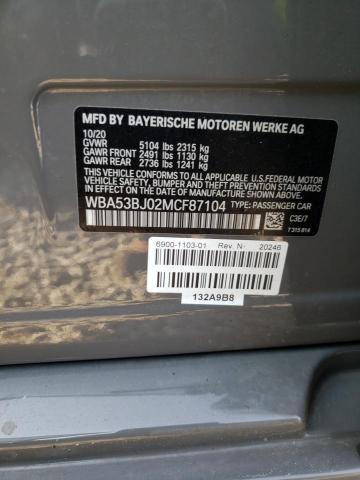 MFD BY BAYERISCHE MOTOREN WERKE AG
10/20
GVWR 5104 lbs 2315 kg
GAWR FRONT 2491 lbs 1130 kg
GAWR REAR 2736 lbs 1241 kg
THIS VEHICLE CONFORMS TO ALL APPLICABLE U.S.FEDERAL MOTOR
VEHICLE SAFETY, BUMPER, AND THEFT PREVENTION STANDARDS
IN EFFECT ON THE DATE OF MANUFACTURE SHOWN ABOVE.
WBA53BJ02MCF87104 TYPE: PASSENGER CAR
C3E/7
7 315 814
6900-1103-01 Rev. N- 20246
132A9B8